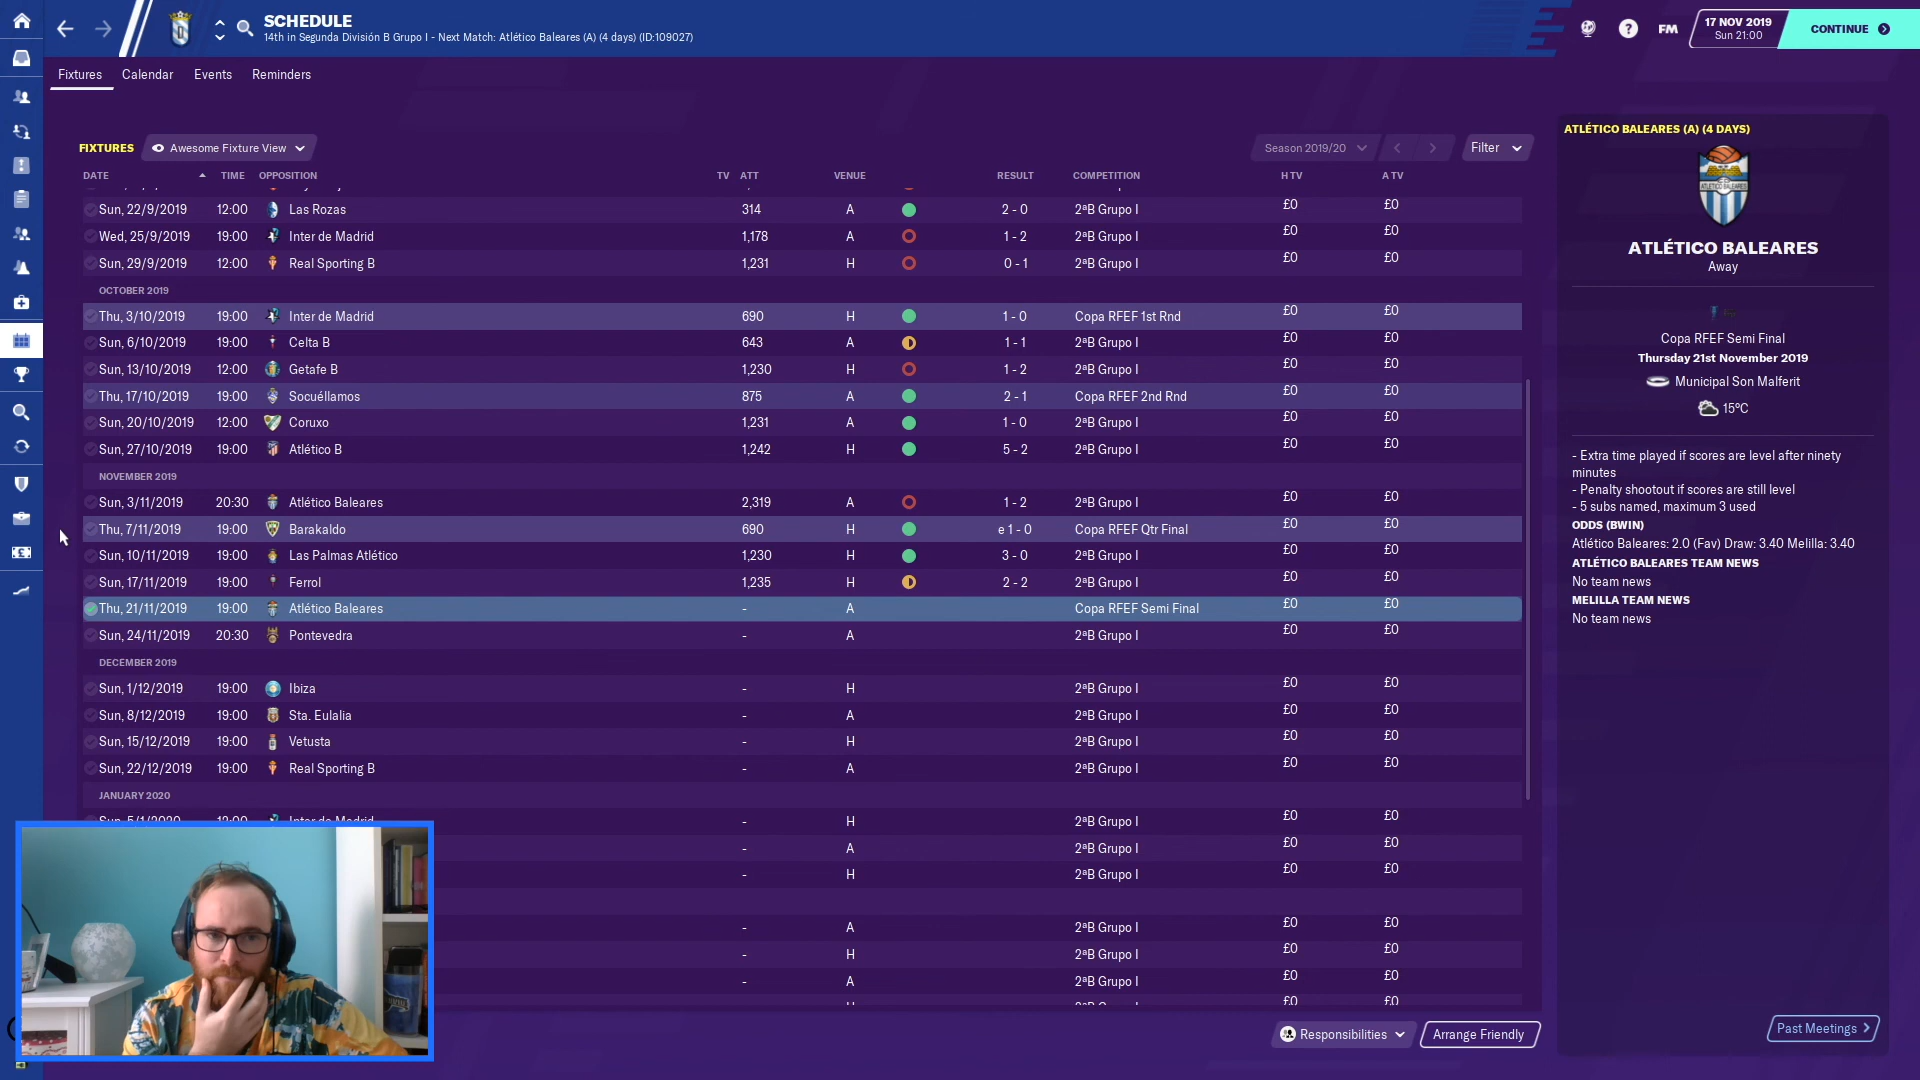 SCHEDULE
14th in Segunda División B Grupo I - Next Match: Atlético Baleares (A) (4 days) (ID:109027)
FM
17 NOV 2019
Sun 21:00
CONTINUE
Fixtures Calendar Events Reminders
FIXTURES Awesome Fixture View
Season 2019/20 Filter
DATE TIME OPPOSITION TV ATT VENUE RESULT COMPETITION H TV A TV
Sun, 22/9/2019 12:00 Las Rozas 314 A 2 - 0 2ªB Grupo I £0 £0
Wed, 25/9/2019 19:00 Inter de Madrid 1,178 A 1 - 2 2ªB Grupo I £0 £0
Sun, 29/9/2019 12:00 Real Sporting B 1,231 H 0 - 1 2ªB Grupo I £0 £0
OCTOBER 2019
Thu, 3/10/2019 19:00 Inter de Madrid 690 H 1 - 0 Copa RFEF 1st Rnd £0 £0
Sun, 6/10/2019 19:00 Celta B 643 A 1 - 1 2ªB Grupo I £0 £0
Sun, 13/10/2019 12:00 Getafe B 1,230 H 1 - 2 2ªB Grupo I £0 £0
Thu, 17/10/2019 19:00 Socuéllamos 875 A 2 - 1 Copa RFEF 2nd Rnd £0 £0
Sun, 20/10/2019 12:00 Coruxo 1,231 A 1 - 0 2ªB Grupo I £0 £0
Sun, 27/10/2019 19:00 Atlético B 1,242 H 5 - 2 2ªB Grupo I £0 £0
NOVEMBER 2019
Sun, 3/11/2019 20:30 Atlético Baleares 2,319 A 1 - 2 2ªB Grupo I £0 £0
Thu, 7/11/2019 19:00 Barakaldo 690 H e 1 - 0 Copa RFEF Qtr Final £0 £0
Sun, 10/11/2019 19:00 Las Palmas Atlético 1,230 H 3 - 0 2ªB Grupo I £0 £0
Sun, 17/11/2019 19:00 Ferrol 1,235 H 2 - 2 2ªB Grupo I £0 £0
Thu, 21/11/2019 19:00 Atlético Baleares - A Copa RFEF Semi Final £0 £0
Sun, 24/11/2019 20:30 Pontevedra - A 2ªB Grupo I £0 £0
DECEMBER 2019
Sun, 1/12/2019 19:00 Ibiza - H 2ªB Grupo I £0 £0
Sun, 8/12/2019 19:00 Sta. Eulalia - A 2ªB Grupo I £0 £0
Sun, 15/12/2019 19:00 Vetusta - H 2ªB Grupo I £0 £0
Sun, 22/12/2019 19:00 Real Sporting B - A 2ªB Grupo I £0 £0
JANUARY 2020
Sun, 5/1/2020 12:00 Inter de Madrid - H 2ªB Grupo I £0 £0
- A 2ªB Grupo I £0 £0
- H 2ªB Grupo I £0 £0
- A 2ªB Grupo I £0 £0
- H 2ªB Grupo I £0 £0
- A 2ªB Grupo I £0 £0
£0 £0
Responsibilities Arrange Friendly
ATLÉTICO BALEARES (A) (4 DAYS)
ATLÉTICO BALEARES
Away
Copa RFEF Semi Final
Thursday 21st November 2019
Municipal Son Malferit
15°C
- Extra time played if scores are level after ninety
minutes
- Penalty shootout if scores are still level
- 5 subs named, maximum 3 used
ODDS (BWIN)
Atlético Baleares: 2.0 (Fav) Draw: 3.40 Melilla: 3.40
ATLÉTICO BALEARES TEAM NEWS
No team news
MELILLA TEAM NEWS
No team news
Past Meetings